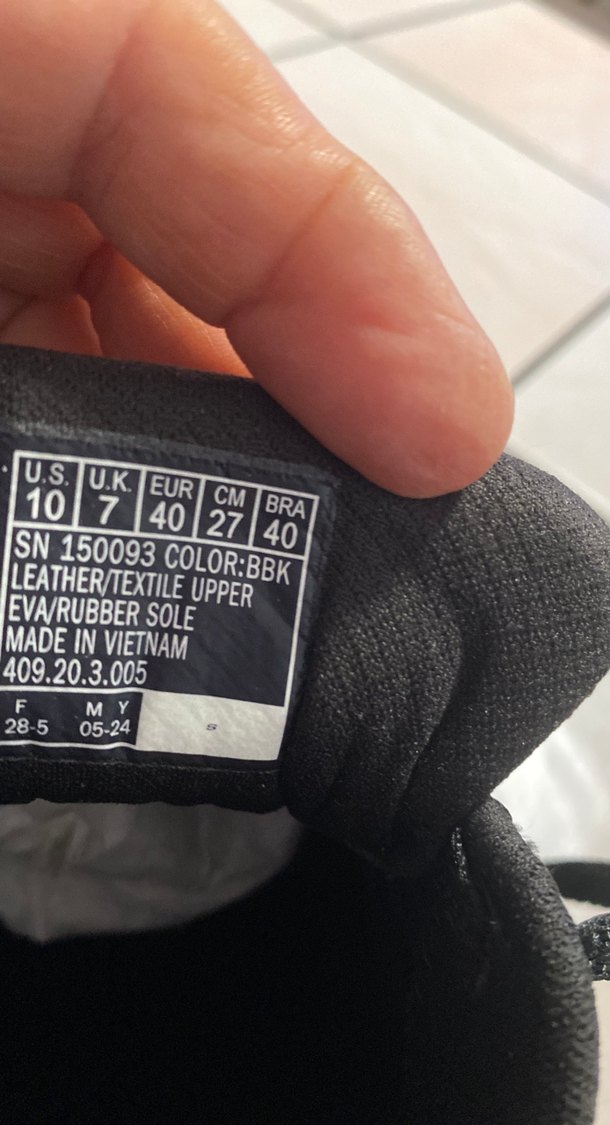 U.S. U.K. EUR CM BRA
10 7 40 27 40
SN 150093 COLOR:BBK
LEATHER/TEXTILE UPPER
EVA/RUBBER SOLE
MADE IN VIETNAM
409.20.3.005
F M Y
28-5 05-24
S